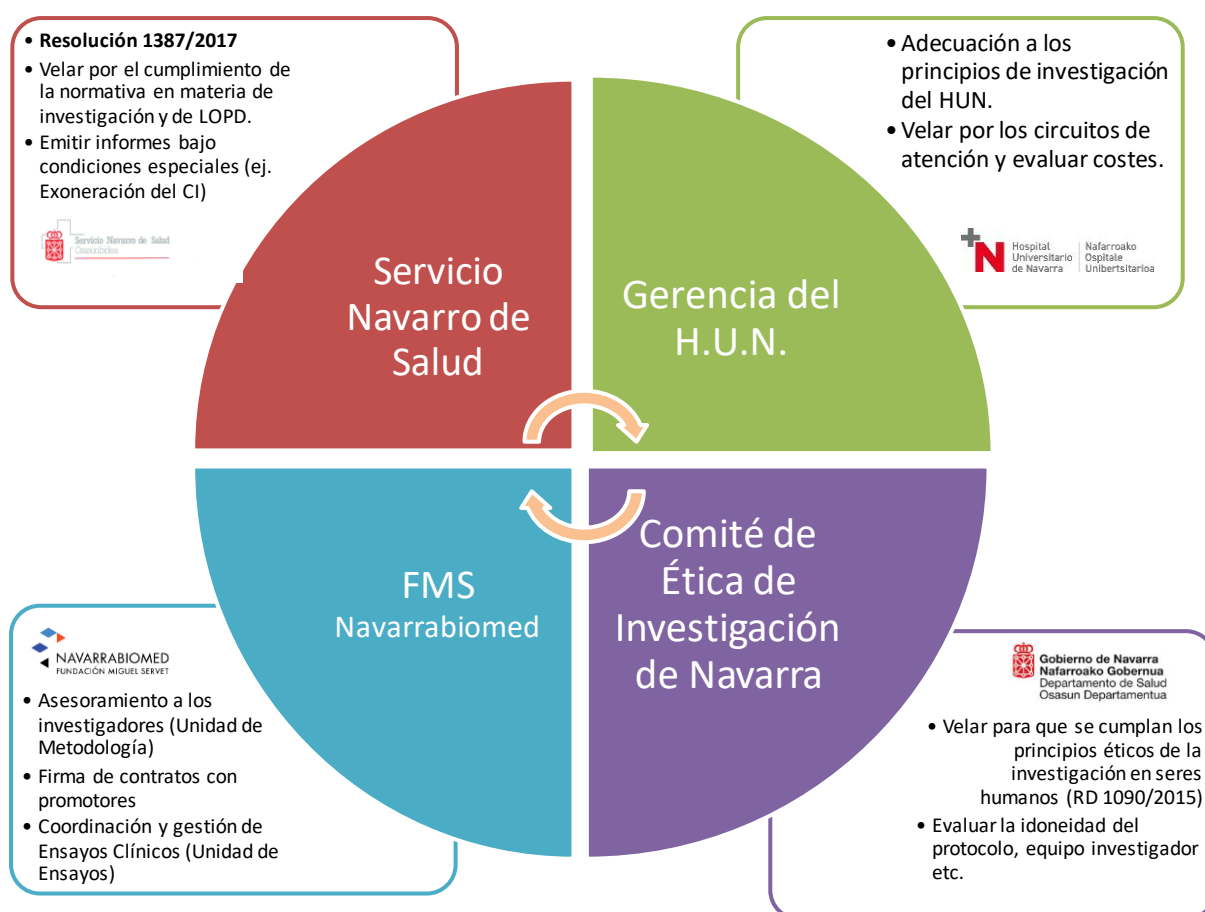 • Resolución 1387/2017
• Velar por el cumplimiento de
la normativa en materia de
investigación y de LOPD.
• Emitir informes bajo
condiciones especiales (ej.
Exoneración del CI)
Servicio Navarro de Salud
Osasunbidea
• Adecuación a los
principios de investigación
del HUN.
• Velar por los circuitos de
atención y evaluar costes.
N
Hospital
Universitario
de Navarra
Nafarroako
Ospitale
Unibertsitarioa
Servicio
Navarro de
Salud
Gerencia del
H.U.N.
FMS
Navarrabiomed
Comité de
Ética de
Investigación
de Navarra
NAVARRABIOMED
FUNDACIÓN MIGUEL SERVET
• Asesoramiento a los
investigadores (Unidad de
Metodología)
• Firma de contratos con
promotores
• Coordinación y gestión de
Ensayos Clínicos (Unidad de
Ensayos)
Gobierno de Navarra
Nafarroako Gobernua
Departamento de Salud
Osasun Departamentua
• Velar para que se cumplan los
principios éticos de la
investigación en seres
humanos (RD 1090/2015)
• Evaluar la idoneidad del
protocolo, equipo investigador
etc.